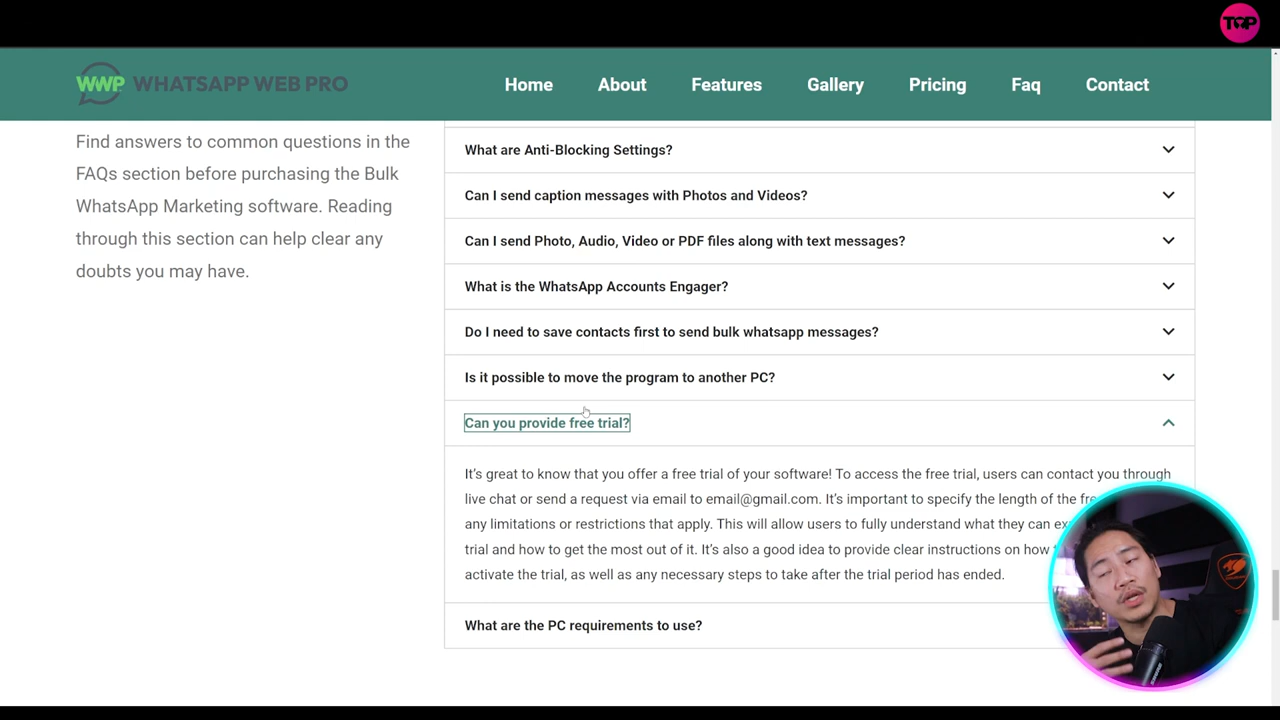 TOP
WWP WHATSAPP WEB PRO
Home About Features Gallery Pricing Faq Contact
Find answers to common questions in the
FAQs section before purchasing the Bulk
WhatsApp Marketing software. Reading
through this section can help clear any
doubts you may have.
What are Anti-Blocking Settings?
Can I send caption messages with Photos and Videos?
Can I send Photo, Audio, Video or PDF files along with text messages?
What is the WhatsApp Accounts Engager?
Do I need to save contacts first to send bulk whatsapp messages?
Is it possible to move the program to another PC?
Can you provide free trial?
It's great to know that you offer a free trial of your software! To access the free trial, users can contact you through
live chat or send a request via email to email@gmail.com. It's important to specify the length of the
any limitations or restrictions that apply. This will allow users to fully understand what they can
trial and how to get the most out of it. It's also a good idea to provide clear instructions on how
activate the trial, as well as any necessary steps to take after the trial period has ended.
What are the PC requirements to use?